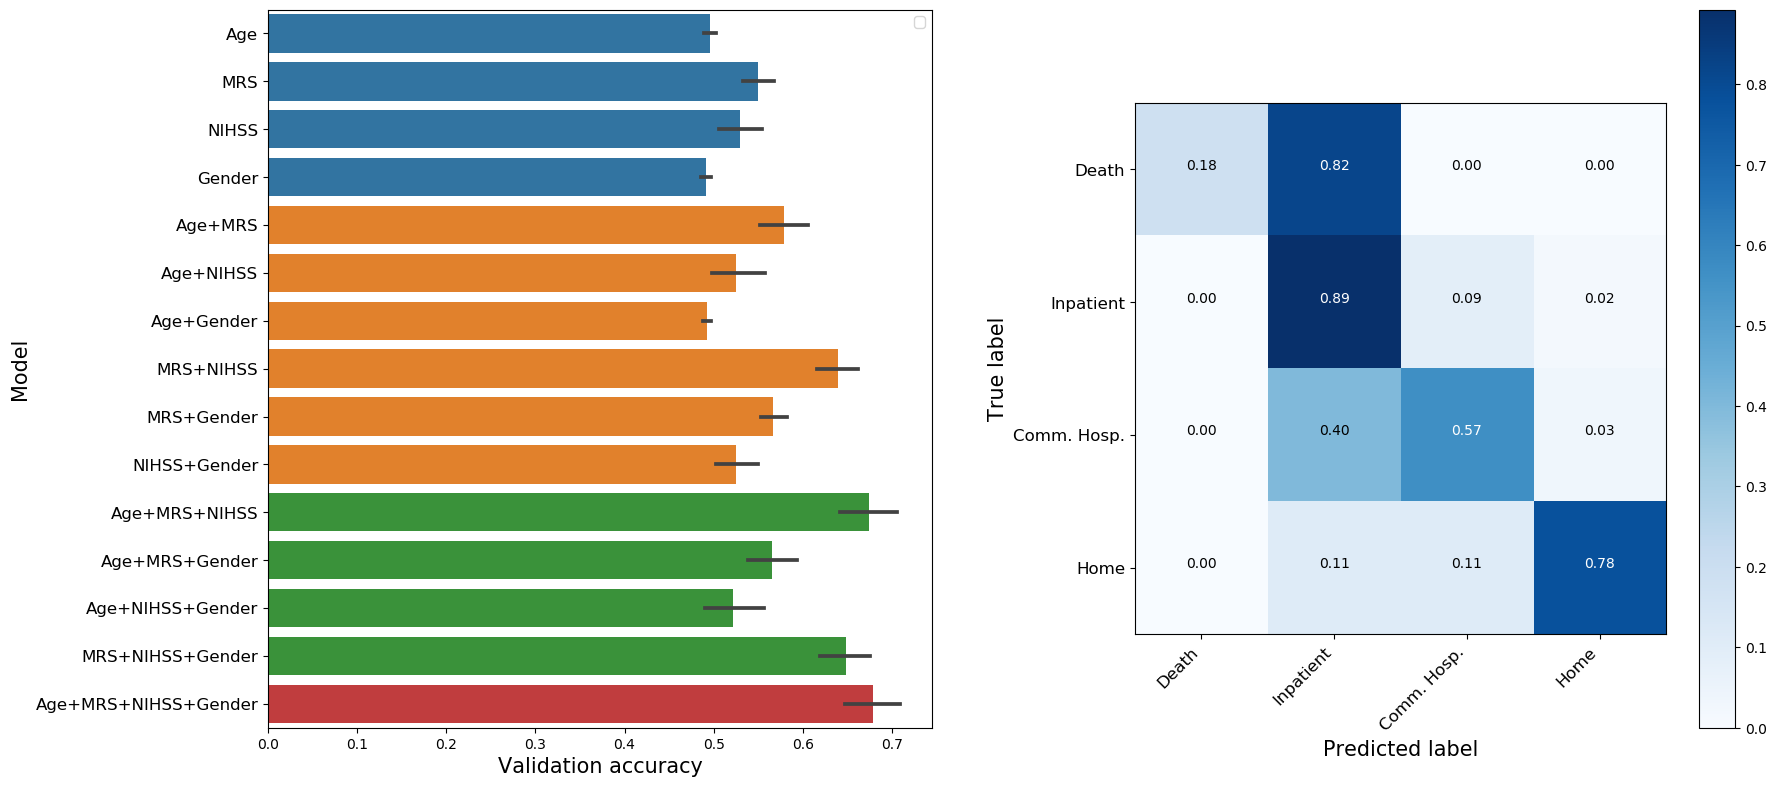 Age
MRS
NIHSS
Gender
Age+MRS
Age+NIHSS
Age+Gender
MRS+NIHSS
MRS+Gender
NIHSS+Gender
Age+MRS+NIHSS
Age+MRS+Gender
Age+NIHSS+Gender
MRS+NIHSS+Gender
Age+MRS+NIHSS+Gender
Model
0.0 0.1 0.2 0.3 0.4 0.5 0.6 0.7
Validation accuracy
Death 0.18 0.82 0.00 0.00
Inpatient 0.00 0.89 0.09 0.02
Comm. Hosp. 0.00 0.40 0.57 0.03
Home 0.00 0.11 0.11 0.78
True label
Death Inpatient Comm. Hosp. Home
Predicted label
0.8
0.7
0.6
0.5
0.4
0.3
0.2
0.1
0.0